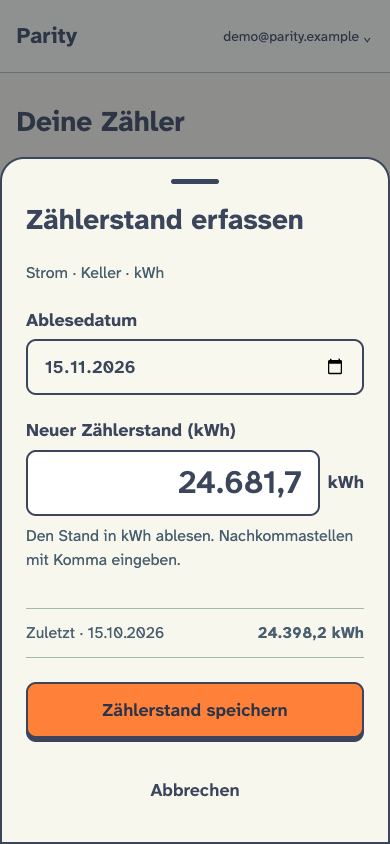 Parity
demo@parity.example
Deine Zähler
Zählerstand erfassen
Strom · Keller · kWh
Ablesedatum
15.11.2026
Neuer Zählerstand (kWh)
24.681,7 kWh
Den Stand in kWh ablesen. Nachkommastellen
mit Komma eingeben.
Zuletzt · 15.10.2026 24.398,2 kWh
Zählerstand speichern
Abbrechen